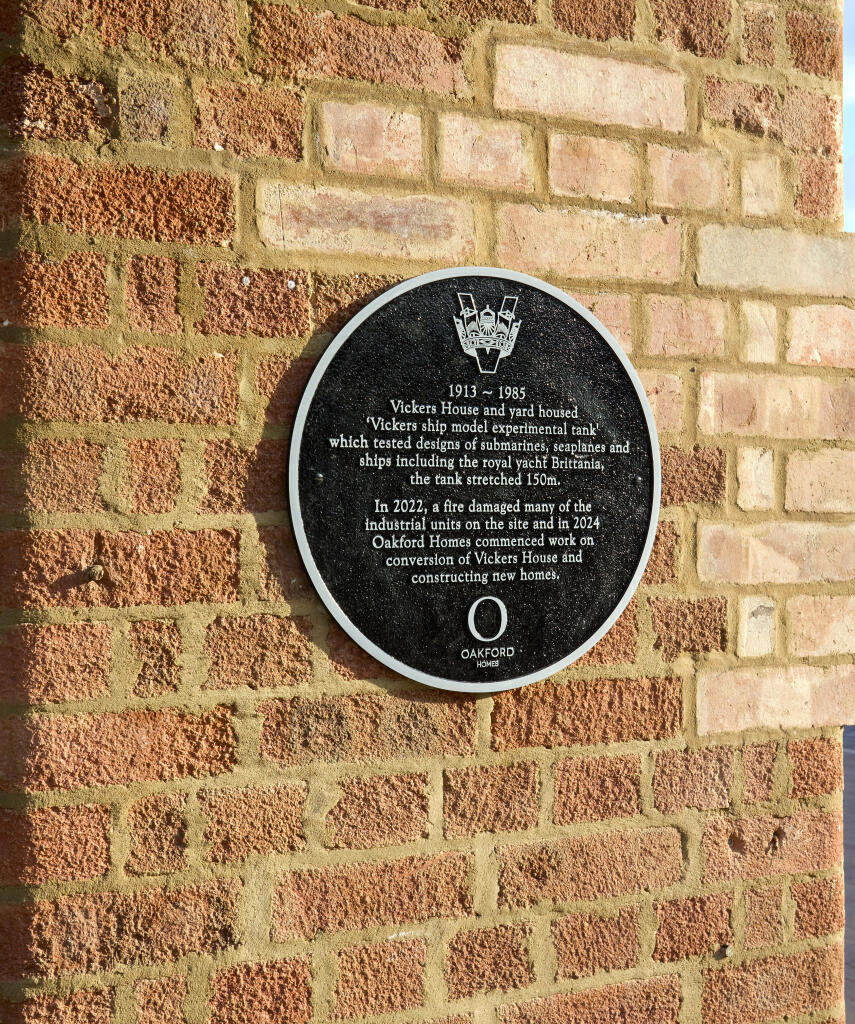 1913 ~ 1985
Vickers House and yard housed
'Vickers ship model experimental tank'
which tested designs of submarines, seaplanes and
ships including the royal yacht Brittania,
the tank stretched 150m.
In 2022, a fire damaged many of the
industrial units on the site and in 2024
Oakford Homes commenced work on
conversion of Vickers House and
constructing new homes.
O
OAKFORD
HOMES